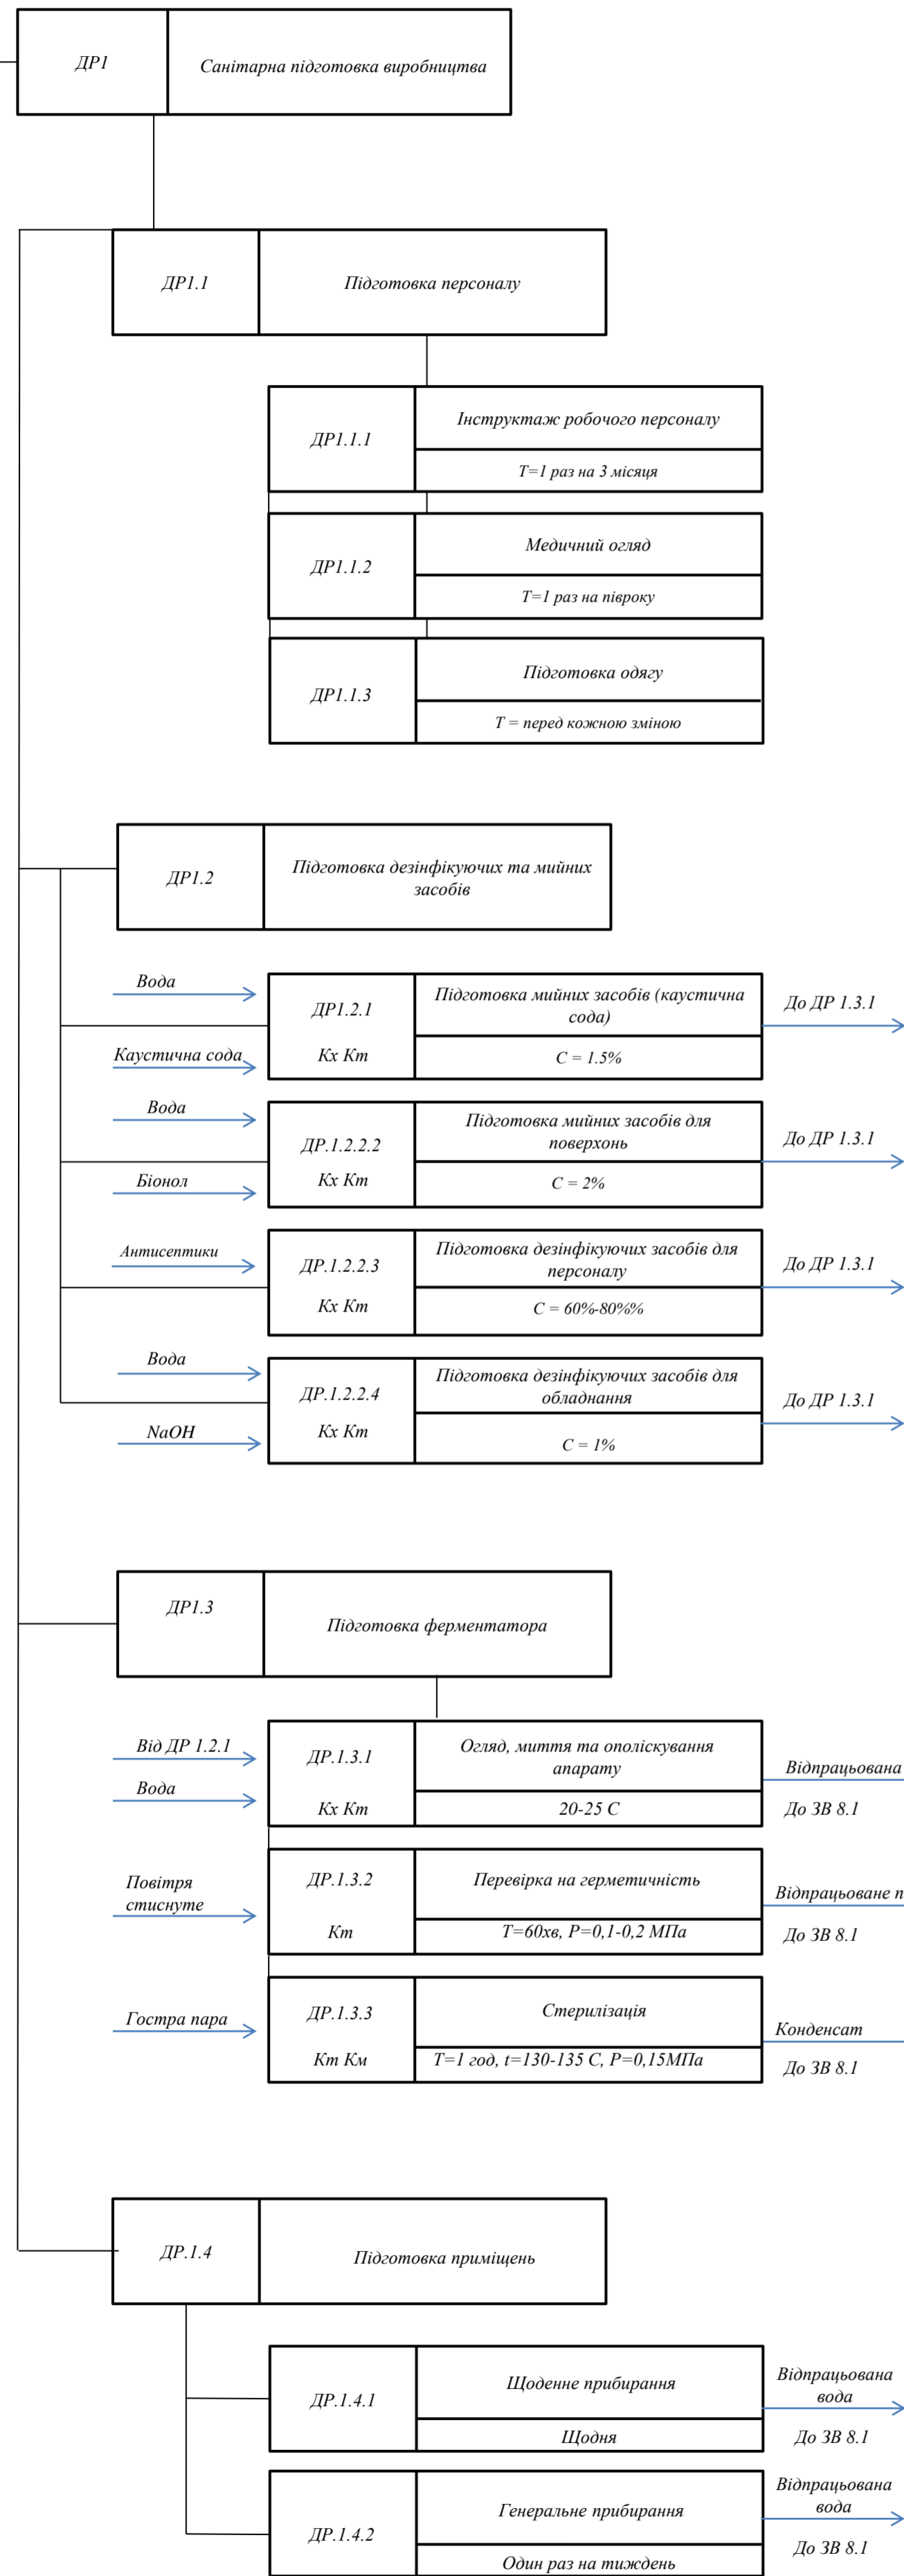 ДР1
Санітарна підготовка виробництва
ДР1.1
Підготовка персоналу
ДР1.1.1
Інструктаж робочого персоналу
Т=1 раз на 3 місяця
ДР1.1.2
Медичний огляд
Т=1 раз на півроку
ДР1.1.3
Підготовка одягу
Т = перед кожною зміною
ДР1.2
Підготовка дезінфікуючих та мийних
засобів
Вода
Каустична сода
ДР1.2.1
Кх Кт
Підготовка мийних засобів (каустична
сода)
С = 1.5%
До ДР 1.3.1
Вода
Біонол
ДР.1.2.2.2
Кх Кт
Підготовка мийних засобів для
поверхонь
С = 2%
До ДР 1.3.1
Антисептики
ДР.1.2.2.3
Кх Кт
Підготовка дезінфікуючих засобів для
персоналу
С = 60%-80%%
До ДР 1.3.1
Вода
NaOH
ДР.1.2.2.4
Кх Кт
Підготовка дезінфікуючих засобів для
обладнання
С = 1%
До ДР 1.3.1
ДР1.3
Підготовка ферментатора
Від ДР 1.2.1
Вода
ДР.1.3.1
Кх Кт
Огляд, миття та ополіскування
апарату
20-25 С
Відпрацьована
До ЗВ 8.1
Повітря
стиснуте
ДР.1.3.2
Кт
Перевірка на герметичність
Т=60хв, Р=0,1-0,2 МПа
Відпрацьоване п
До ЗВ 8.1
Гостра пара
ДР.1.3.3
Кт Км
Стерилізація
Т=1 год, t=130-135 С, Р=0,15МПа
Конденсат
До ЗВ 8.1
ДР.1.4
Підготовка приміщень
ДР.1.4.1
Щоденне прибирання
Щодня
Відпрацьована
вода
До ЗВ 8.1
ДР.1.4.2
Генеральне прибирання
Один раз на тиждень
Відпрацьована
вода
До ЗВ 8.1